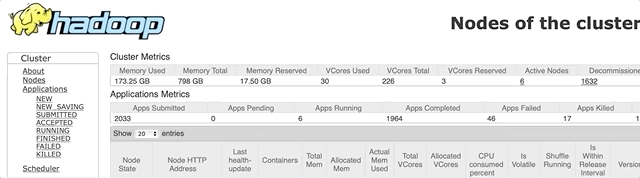 hadoop
Nodes of the cluster
Cluster
About
Nodes
Applications
NEW
NEW_SAVING
SUBMITTED
ACCEPTED
RUNNING
FINISHED
FAILED
KILLED
Scheduler
Cluster Metrics
Memory Used Memory Total Memory Reserved VCores Used VCores Total VCores Reserved Active Nodes Decommissione
173.25 GB 798 GB 17.50 GB 30 226 3 6 1632
Applications Metrics
Apps Submitted Apps Pending Apps Running Apps Completed Apps Failed Apps Killed
2033 0 6 1964 46 17 1
Show 20 entries
Node State Node HTTP Address Last health-update Containers Total Mem Allocated Mem Actual Mem Used Total VCores Allocated VCores CPU consumed percent Is Volatile Shuffle Running Is Within Release Interval Version